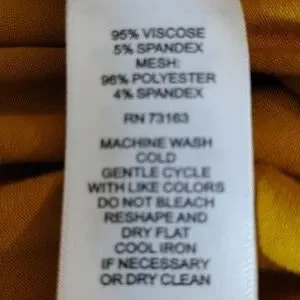 95% VISCOSE
5% SPANDEX
MESH:
96% POLYESTER
4% SPANDEX
RN 73163
MACHINE WASH
COLD
GENTLE CYCLE
WITH LIKE COLORS
DO NOT BLEACH
RESHAPE AND
DRY FLAT
COOL IRON
IF NECESSARY
OR DRY CLEAN